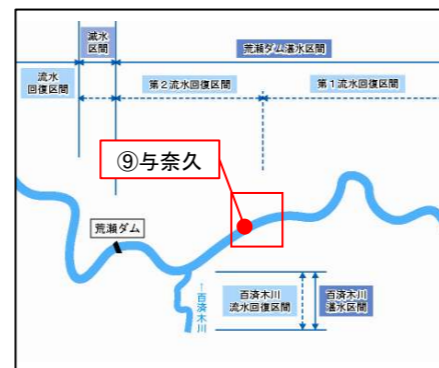 減水
区間
荒瀬ダム湛水区間
流水
回復区間
第2流水回復区間
第1流水回復区間
⑨与奈久
荒瀬ダム
←百済木川
百済木川
流水回復区間
百済木川
湛水区間